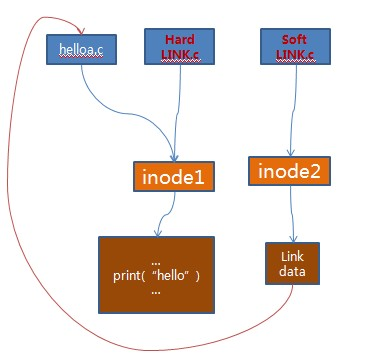 helloa.c
Hard
LINK.c
Soft
LINK.c
inode1
inode2
...
print(“hello”)
...
Link
data